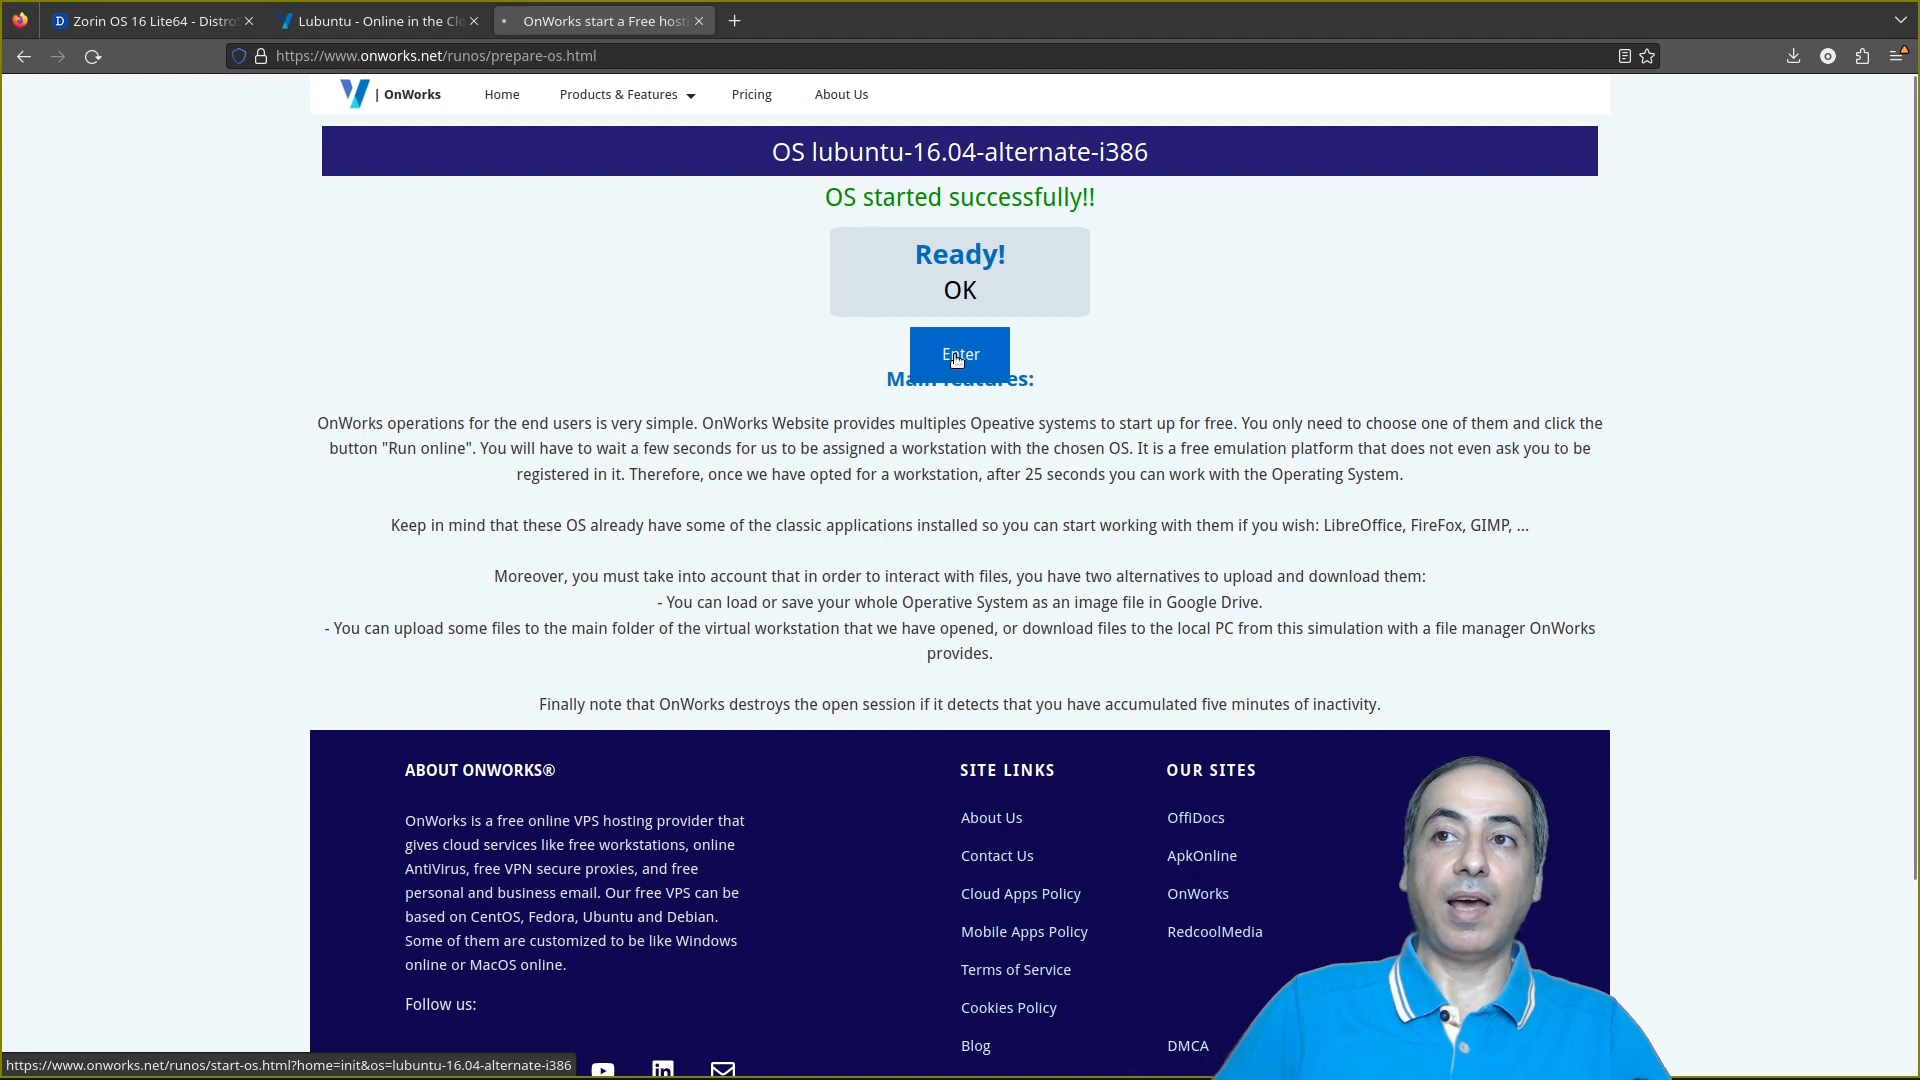 Zorin OS 16 Lite64 - Distro
Lubuntu - Online in the Clo
OnWorks start a Free hosti
https://www.onworks.net/runos/prepare-os.html
| OnWorks
Home
Products & Features
Pricing
About Us
OS lubuntu-16.04-alternate-i386
OS started successfully!!
Ready!
OK
Enter
Main features:
OnWorks operations for the end users is very simple. OnWorks Website provides multiples Opeative systems to start up for free. You only need to choose one of them and click the
button "Run online". You will have to wait a few seconds for us to be assigned a workstation with the chosen OS. It is a free emulation platform that does not even ask you to be
registered in it. Therefore, once we have opted for a workstation, after 25 seconds you can work with the Operating System.
Keep in mind that these OS already have some of the classic applications installed so you can start working with them if you wish: LibreOffice, FireFox, GIMP, ...
Moreover, you must take into account that in order to interact with files, you have two alternatives to upload and download them:
- You can load or save your whole Operative System as an image file in Google Drive.
- You can upload some files to the main folder of the virtual workstation that we have opened, or download files to the local PC from this simulation with a file manager OnWorks
provides.
Finally note that OnWorks destroys the open session if it detects that you have accumulated five minutes of inactivity.
ABOUT ONWORKS®
OnWorks is a free online VPS hosting provider that
gives cloud services like free workstations, online
AntiVirus, free VPN secure proxies, and free
personal and business email. Our free VPS can be
based on CentOS, Fedora, Ubuntu and Debian.
Some of them are customized to be like Windows
online or MacOS online.
Follow us:
SITE LINKS
About Us
Contact Us
Cloud Apps Policy
Mobile Apps Policy
Terms of Service
Cookies Policy
Blog
OUR SITES
OffiDocs
ApkOnline
OnWorks
RedcoolMedia
DMCA
https://www.onworks.net/runos/start-os.html?home=init&os=lubuntu-16.04-alternate-i386